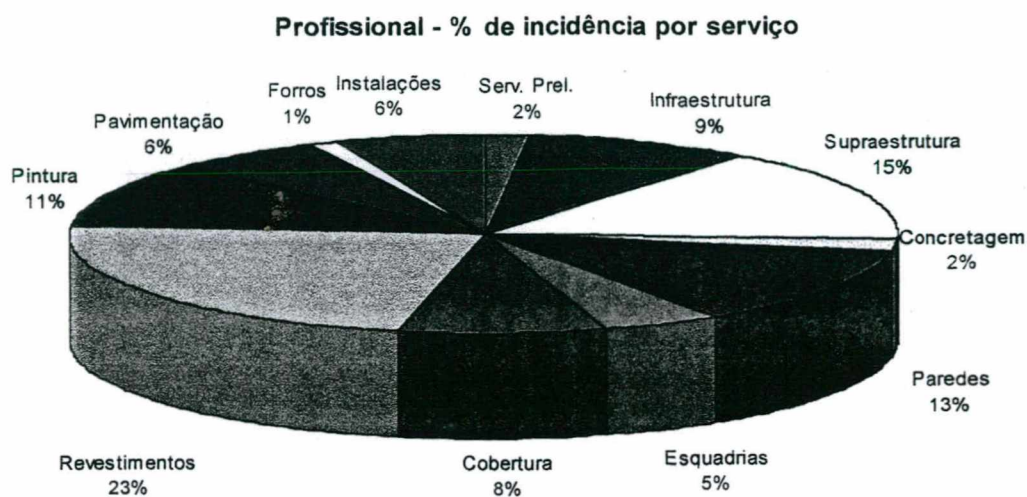 Profissional - % de incidência por serviço
Forros
1%
Instalações
6%
Serv. Prel.
2%
Infraestrutura
9%
Supraestrutura
15%
Concretagem
2%
Paredes
13%
Esquadrias
5%
Cobertura
8%
Revestimentos
23%
Pintura
11%
Pavimentação
6%